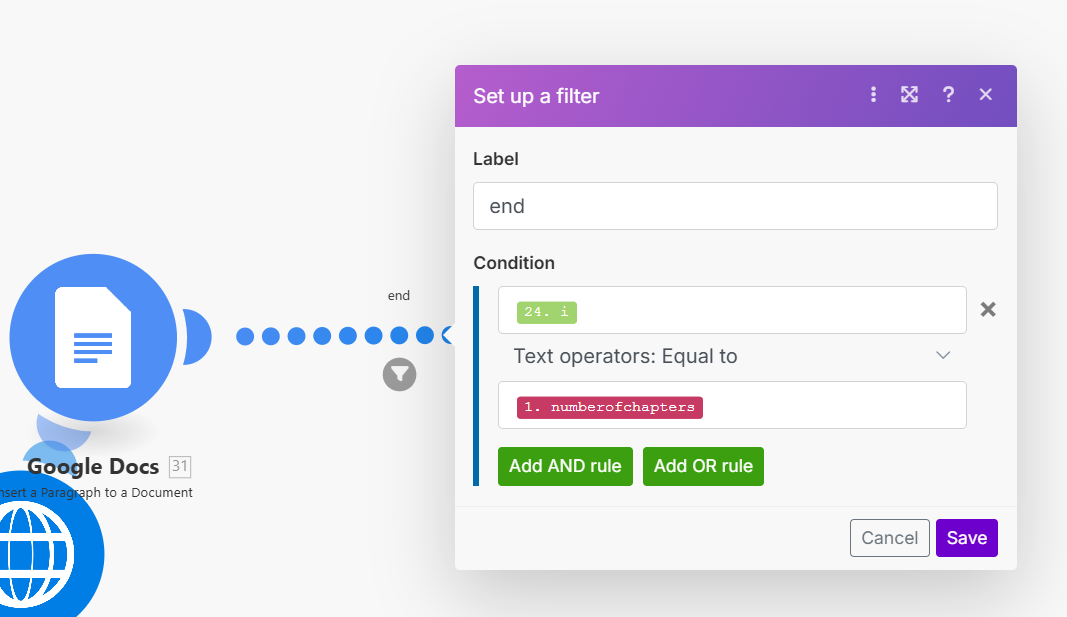 Set up a filter
?
Label
end
Condition
24. i
Text operators: Equal to
1. numberofchapters
Add AND rule
Add OR rule
Cancel
Save
end
Google Docs 31
nsert a Paragraph to a Document